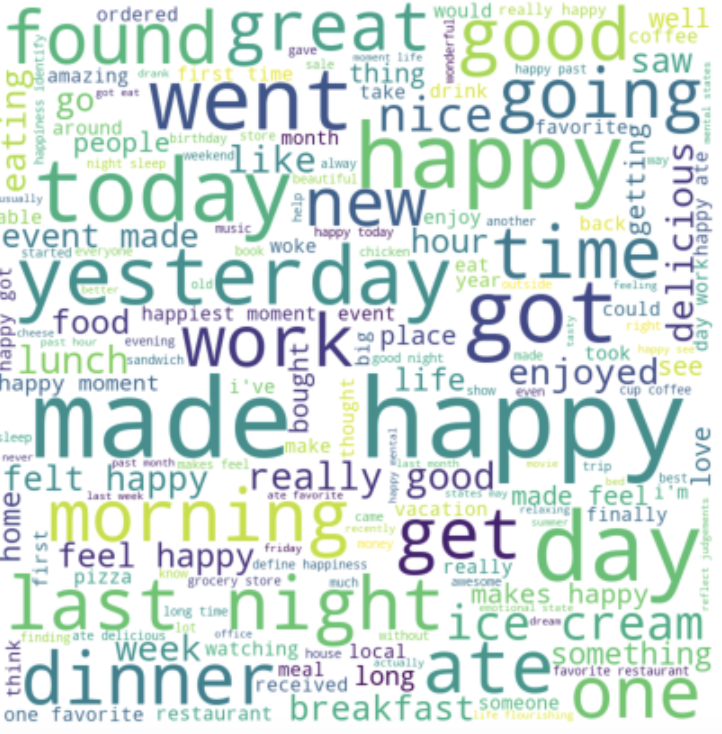 ordered
found
great
would
really happy
well
good
coffee
gave
sale
moment life
wonderful
happiness identify
amazing
drank
first time
thing
happy past
saw
mental states
eating
got eat
went
take
drink
going
go
nice
favorite
around
people
birthday
store
month
happy
getting
may
delicious
happy ate
night sleep
weekend
like
alway
today
beautiful
usually
able
help
new
enjoy
another
back
event made
music
happy today
hour
time
started
everyone
book
woke
chicken
eat
yesterday
year
outside
feeling
better
old
got
could
day work
happy got
food
happiest moment
event
right
tasty
cheese
past hour
evening
work
big
place
took
happy see
lunch
sandwich
bought
good night
made
enjoyed
see
happy moment
i've
life
show
even
cup coffee
made happy
thought
sleep
never
make
love
felt happy
past month
makes feel
really good
happy mental
last month
movie
trip
best
bed
last week
ate favorite
states may
made feel
i'm
home
morning
came
vacation
relaxing
finally
recently
get
summer
first
feel happy
friday
money
day
reflect judgements
define happiness
really
pizza
know
grocery store
much
awesome
makes happy
last night
long time
emotional state
ice cream
lot
office
without
dream
finding
ate delicious
week
watching
house
local
something
think
dinner
meal
actually
ate
favorite restaurant
received
long
one
one favorite
restaurant
breakfast
someone
life flourishing